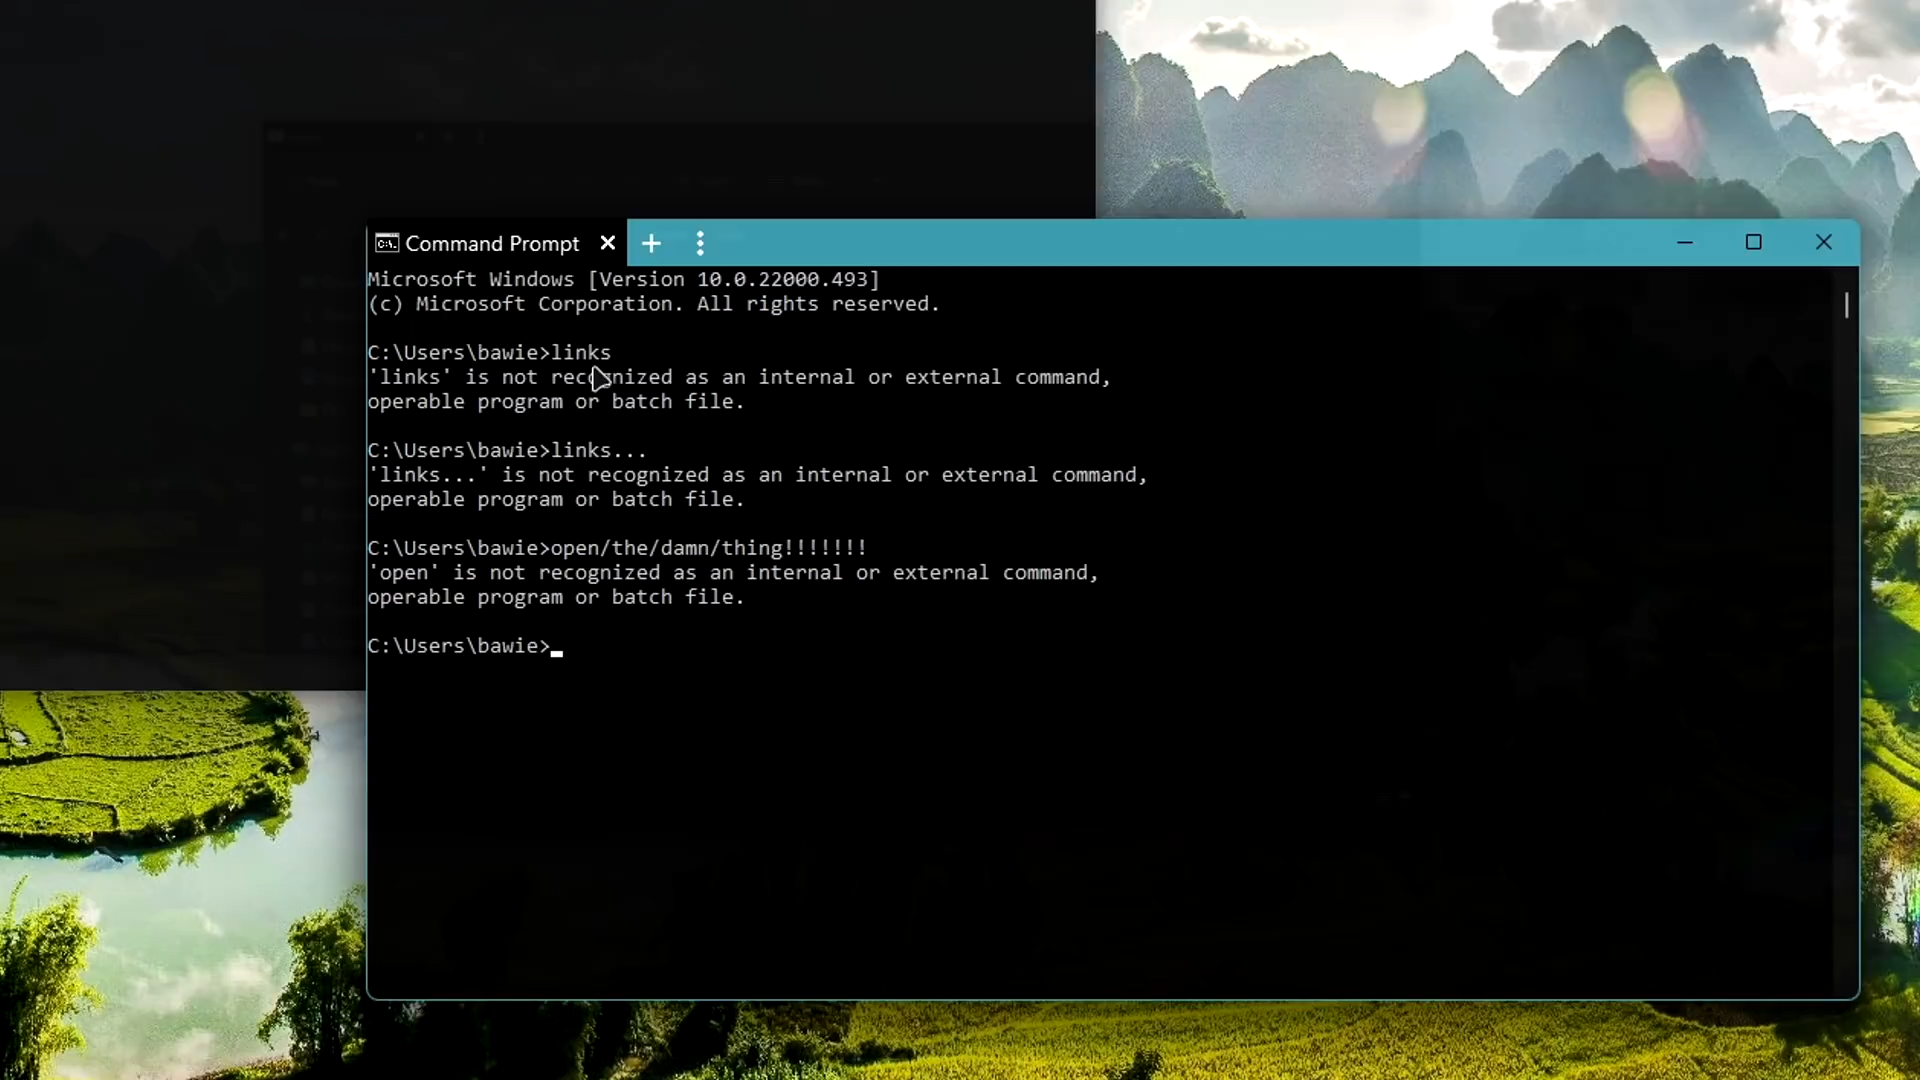 Command Prompt
Microsoft Windows [Version 10.0.22000.493]
(c) Microsoft Corporation. All rights reserved.
C:\Users\bawie>links
'links' is not recognized as an internal or external command,
operable program or batch file.
C:\Users\bawie>links...
'links...' is not recognized as an internal or external command,
operable program or batch file.
C:\Users\bawie>open/the/damn/thing!!!!!!!
'open' is not recognized as an internal or external command,
operable program or batch file.
C:\Users\bawie>